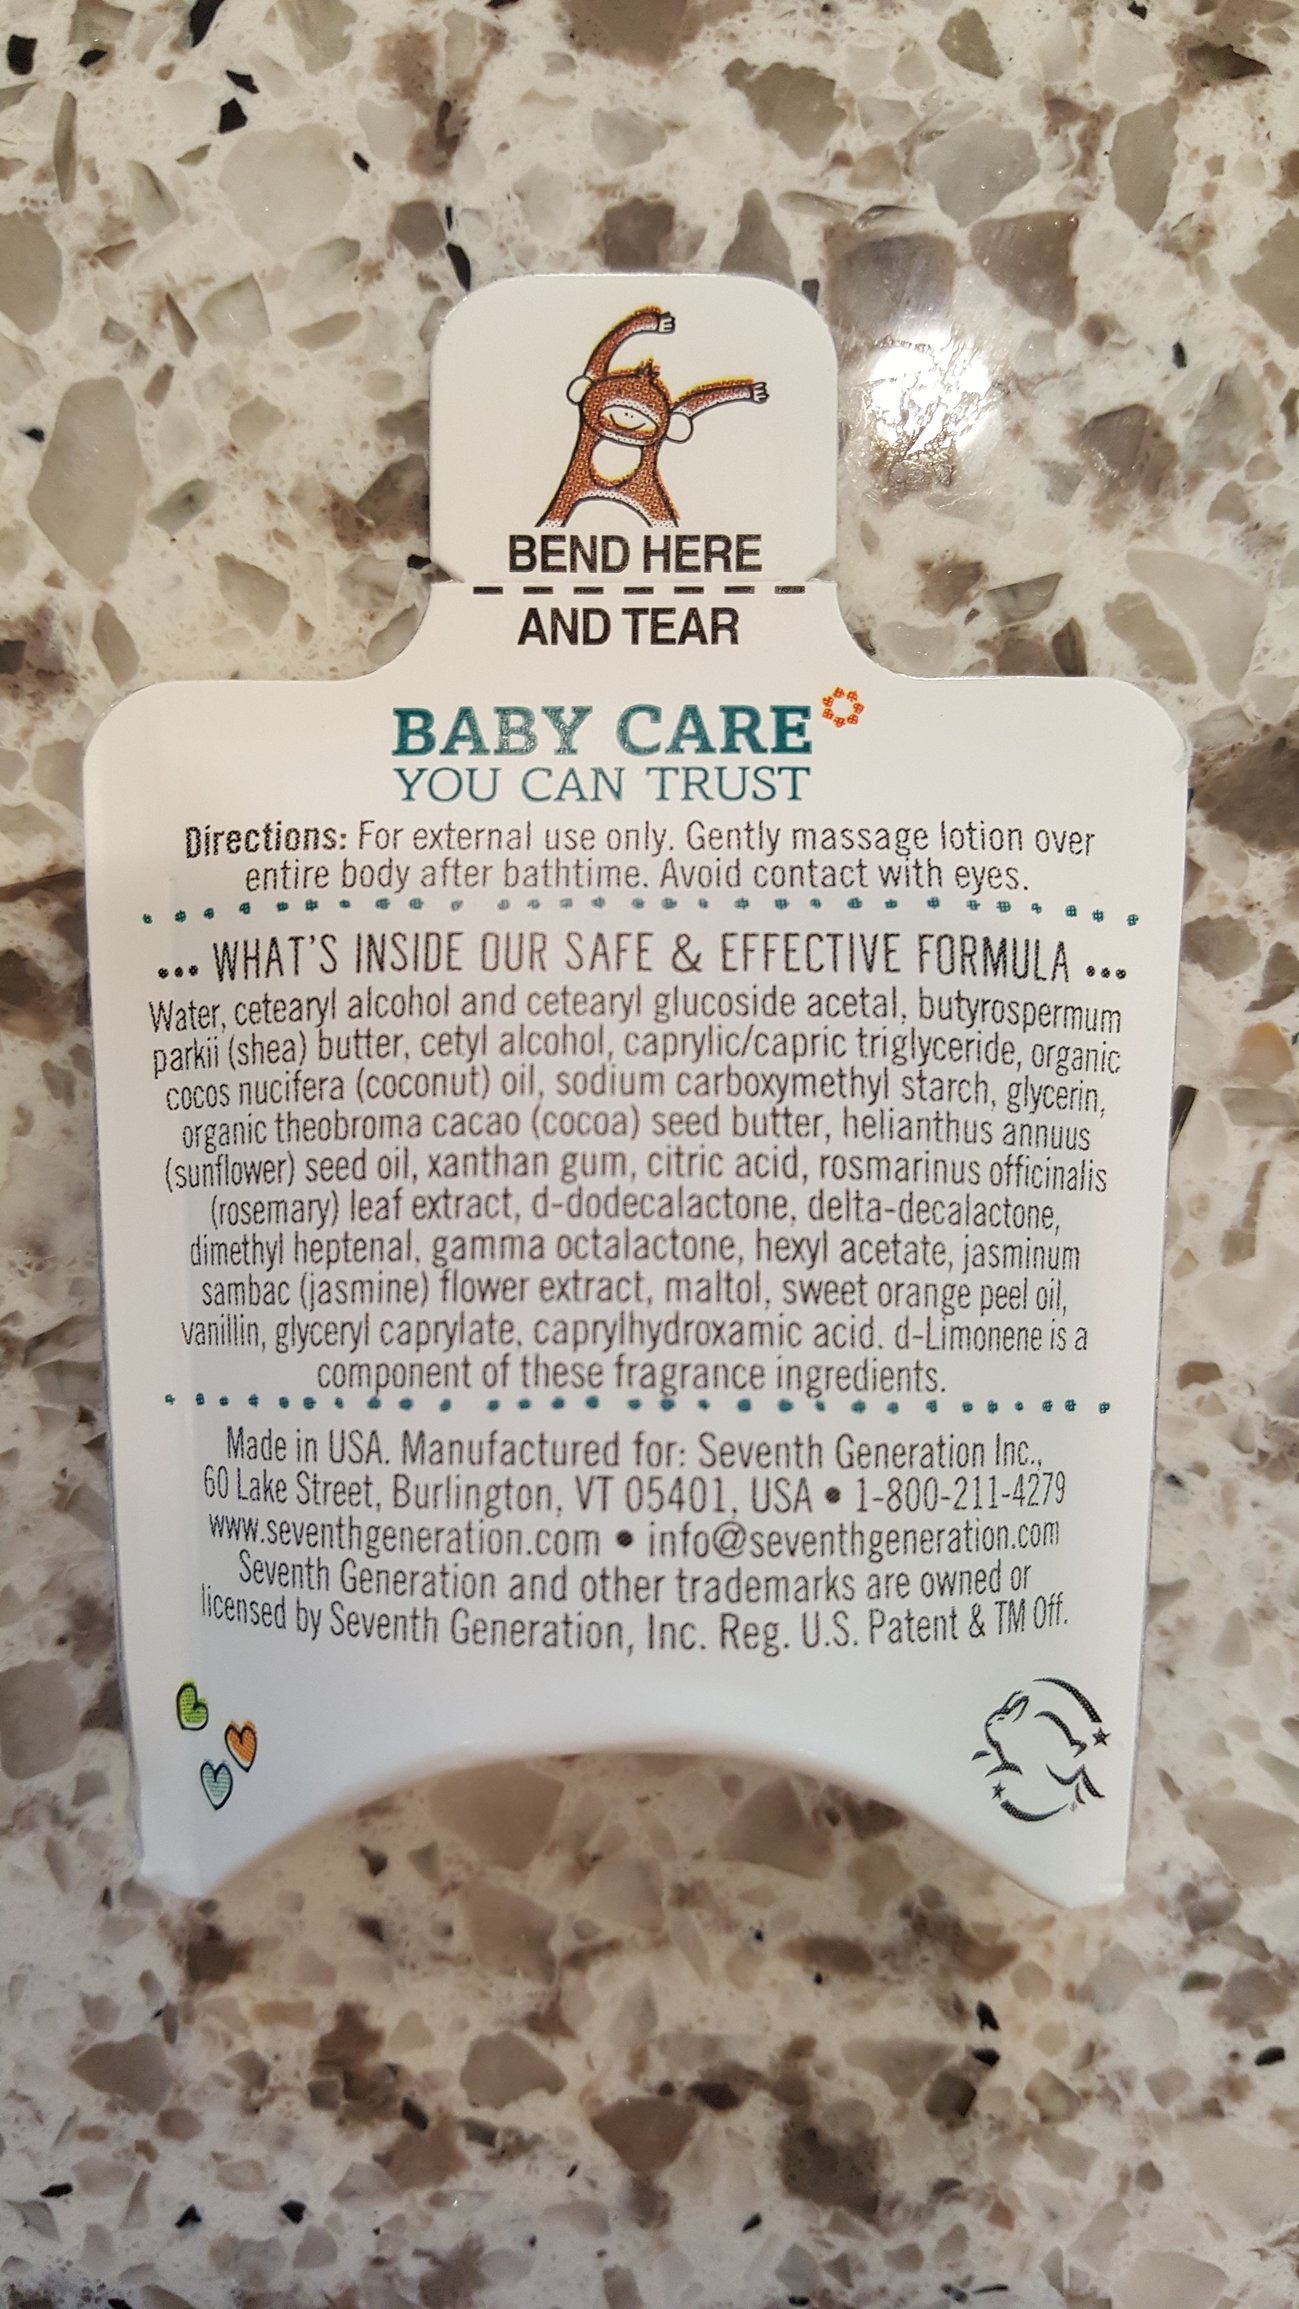 BEND HERE
AND TEAR
BABY CARE
YOU CAN TRUST
Directions: For external use only. Gently massage lotion over
entire body after bathtime. Avoid contact with eyes.
... WHAT'S INSIDE OUR SAFE & EFFECTIVE FORMULA ...
Water, cetearyl alcohol and cetearyl glucoside acetal, butyrospermum
parkii (shea) butter, cetyl alcohol, caprylic/capric triglyceride, organic
cocos nucifera (coconut) oil, sodium carboxymethyl starch, glycerin,
organic theobroma cacao (cocoa) seed butter, helianthus annuus
(sunflower) seed oil, xanthan gum, citric acid, rosmarinus officinalis
(rosemary) leaf extract, d-dodecalactone, delta-decalactone,
dimethyl heptenal, gamma octalactone, hexyl acetate, jasminum
sambac (jasmine) flower extract, maltol, sweet orange peel oil,
vanillin, glyceryl caprylate, caprylhydroxamic acid. d-Limonene is a
component of these fragrance ingredients.
Made in USA. Manufactured for: Seventh Generation Inc.,
60 Lake Street, Burlington, VT 05401, USA • 1-800-211-4279
www.seventhgeneration.com • info@seventhgeneration.com
Seventh Generation and other trademarks are owned or
licensed by Seventh Generation, Inc. Reg. U.S. Patent & TM Off.